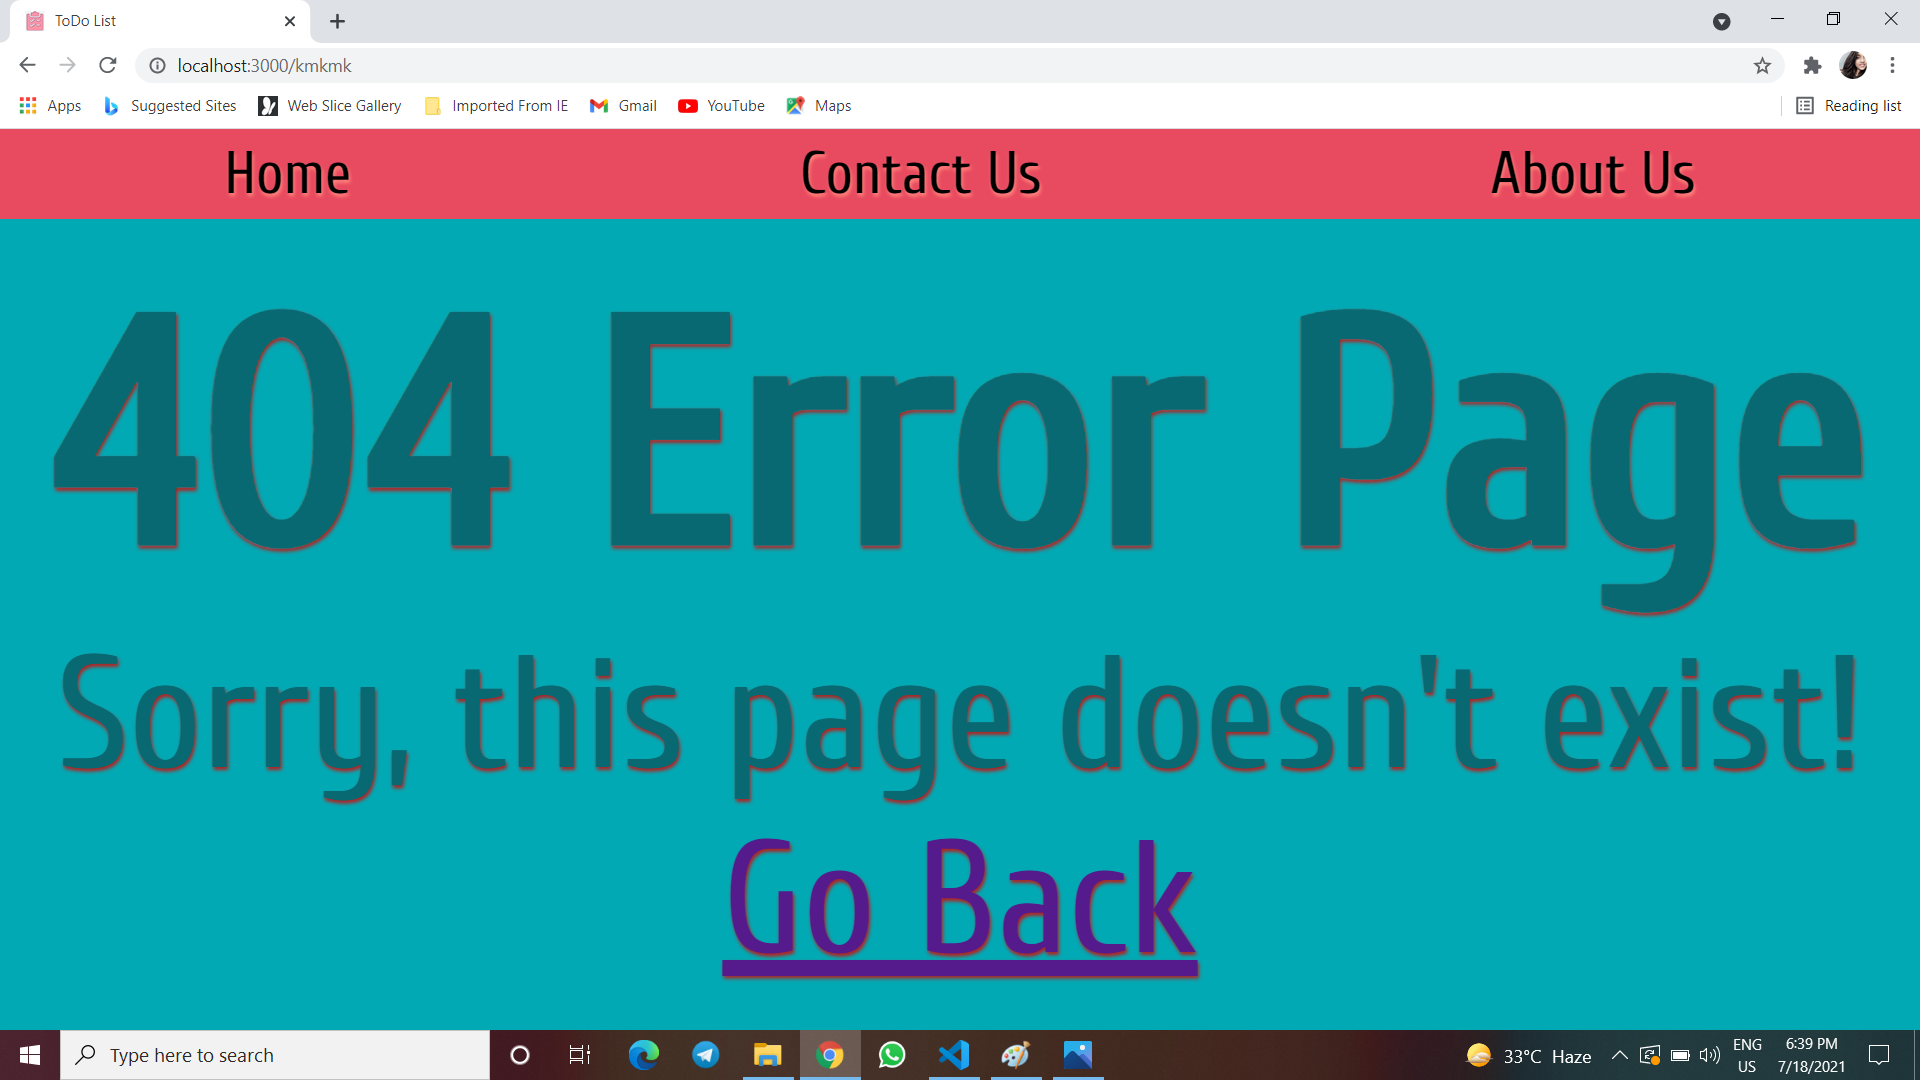 ToDo List
localhost:3000/kmkmk
Apps Suggested Sites Web Slice Gallery Imported From IE Gmail YouTube Maps Reading list
Home Contact Us About Us
404 Error Page
Sorry, this page doesn't exist!
Go Back
Type here to search 33°C Haze ENG 6:39 PM
US 7/18/2021